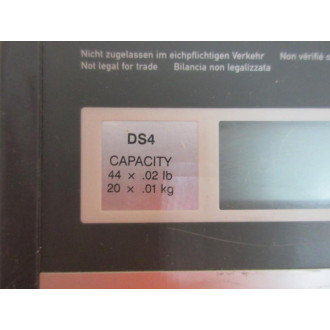 Nicht zugelassen im eichpflichtigen Verkehr Non vérifié
Not legal for trade Bilancia non legalizzata
DS4
CAPACITY
44 x .02 lb
20 x .01 kg